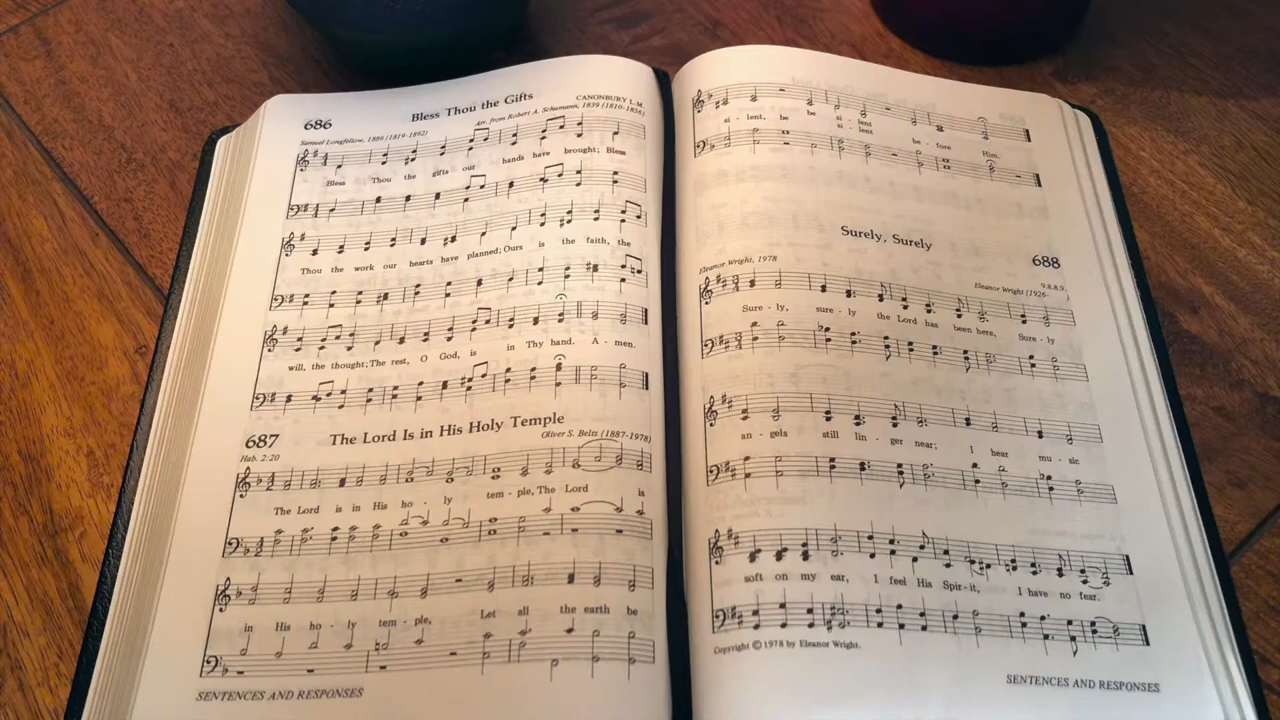 686
Bless Thou the Gifts
CANONBURY L.M.
Samuel Longfellow, 1886 (1819-1892)
Arr. from Robert A. Schumann, 1839 (1810-1856)
Bless Thou the gifts our hands have brought; Bless
Thou the work our hearts have planned; Ours is the faith, the
will, the thought; The rest, O God, is in Thy hand. A - men.
687
The Lord Is in His Holy Temple
Hab. 2:20
Oliver S. Beltz (1887-1978)
The Lord is in His ho - ly tem - ple, The Lord is
in His ho - ly tem - ple, Let all the earth be
SENTENCES AND RESPONSES
si - lent, be be si - lent
si - lent be - fore Him.
Surely, Surely
688
Eleanor Wright, 1978
9.8.8.9.
Eleanor Wright (1926- )
Sure - ly, sure - ly the Lord has been here, Sure - ly
an - gels still lin - ger near; I hear mu - sic
soft on my ear, I feel His Spir - it, I have no fear.
Copyright © 1978 by Eleanor Wright.
SENTENCES AND RESPONSES